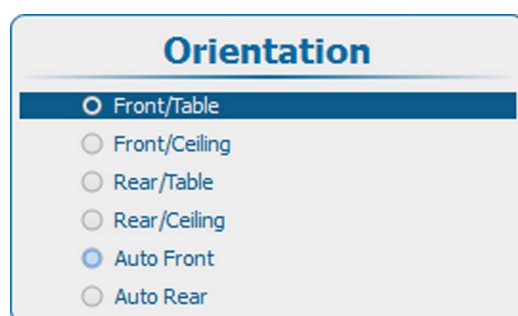 Orientation
Front/Table
Front/Ceiling
Rear/Table
Rear/Ceiling
Auto Front
Auto Rear